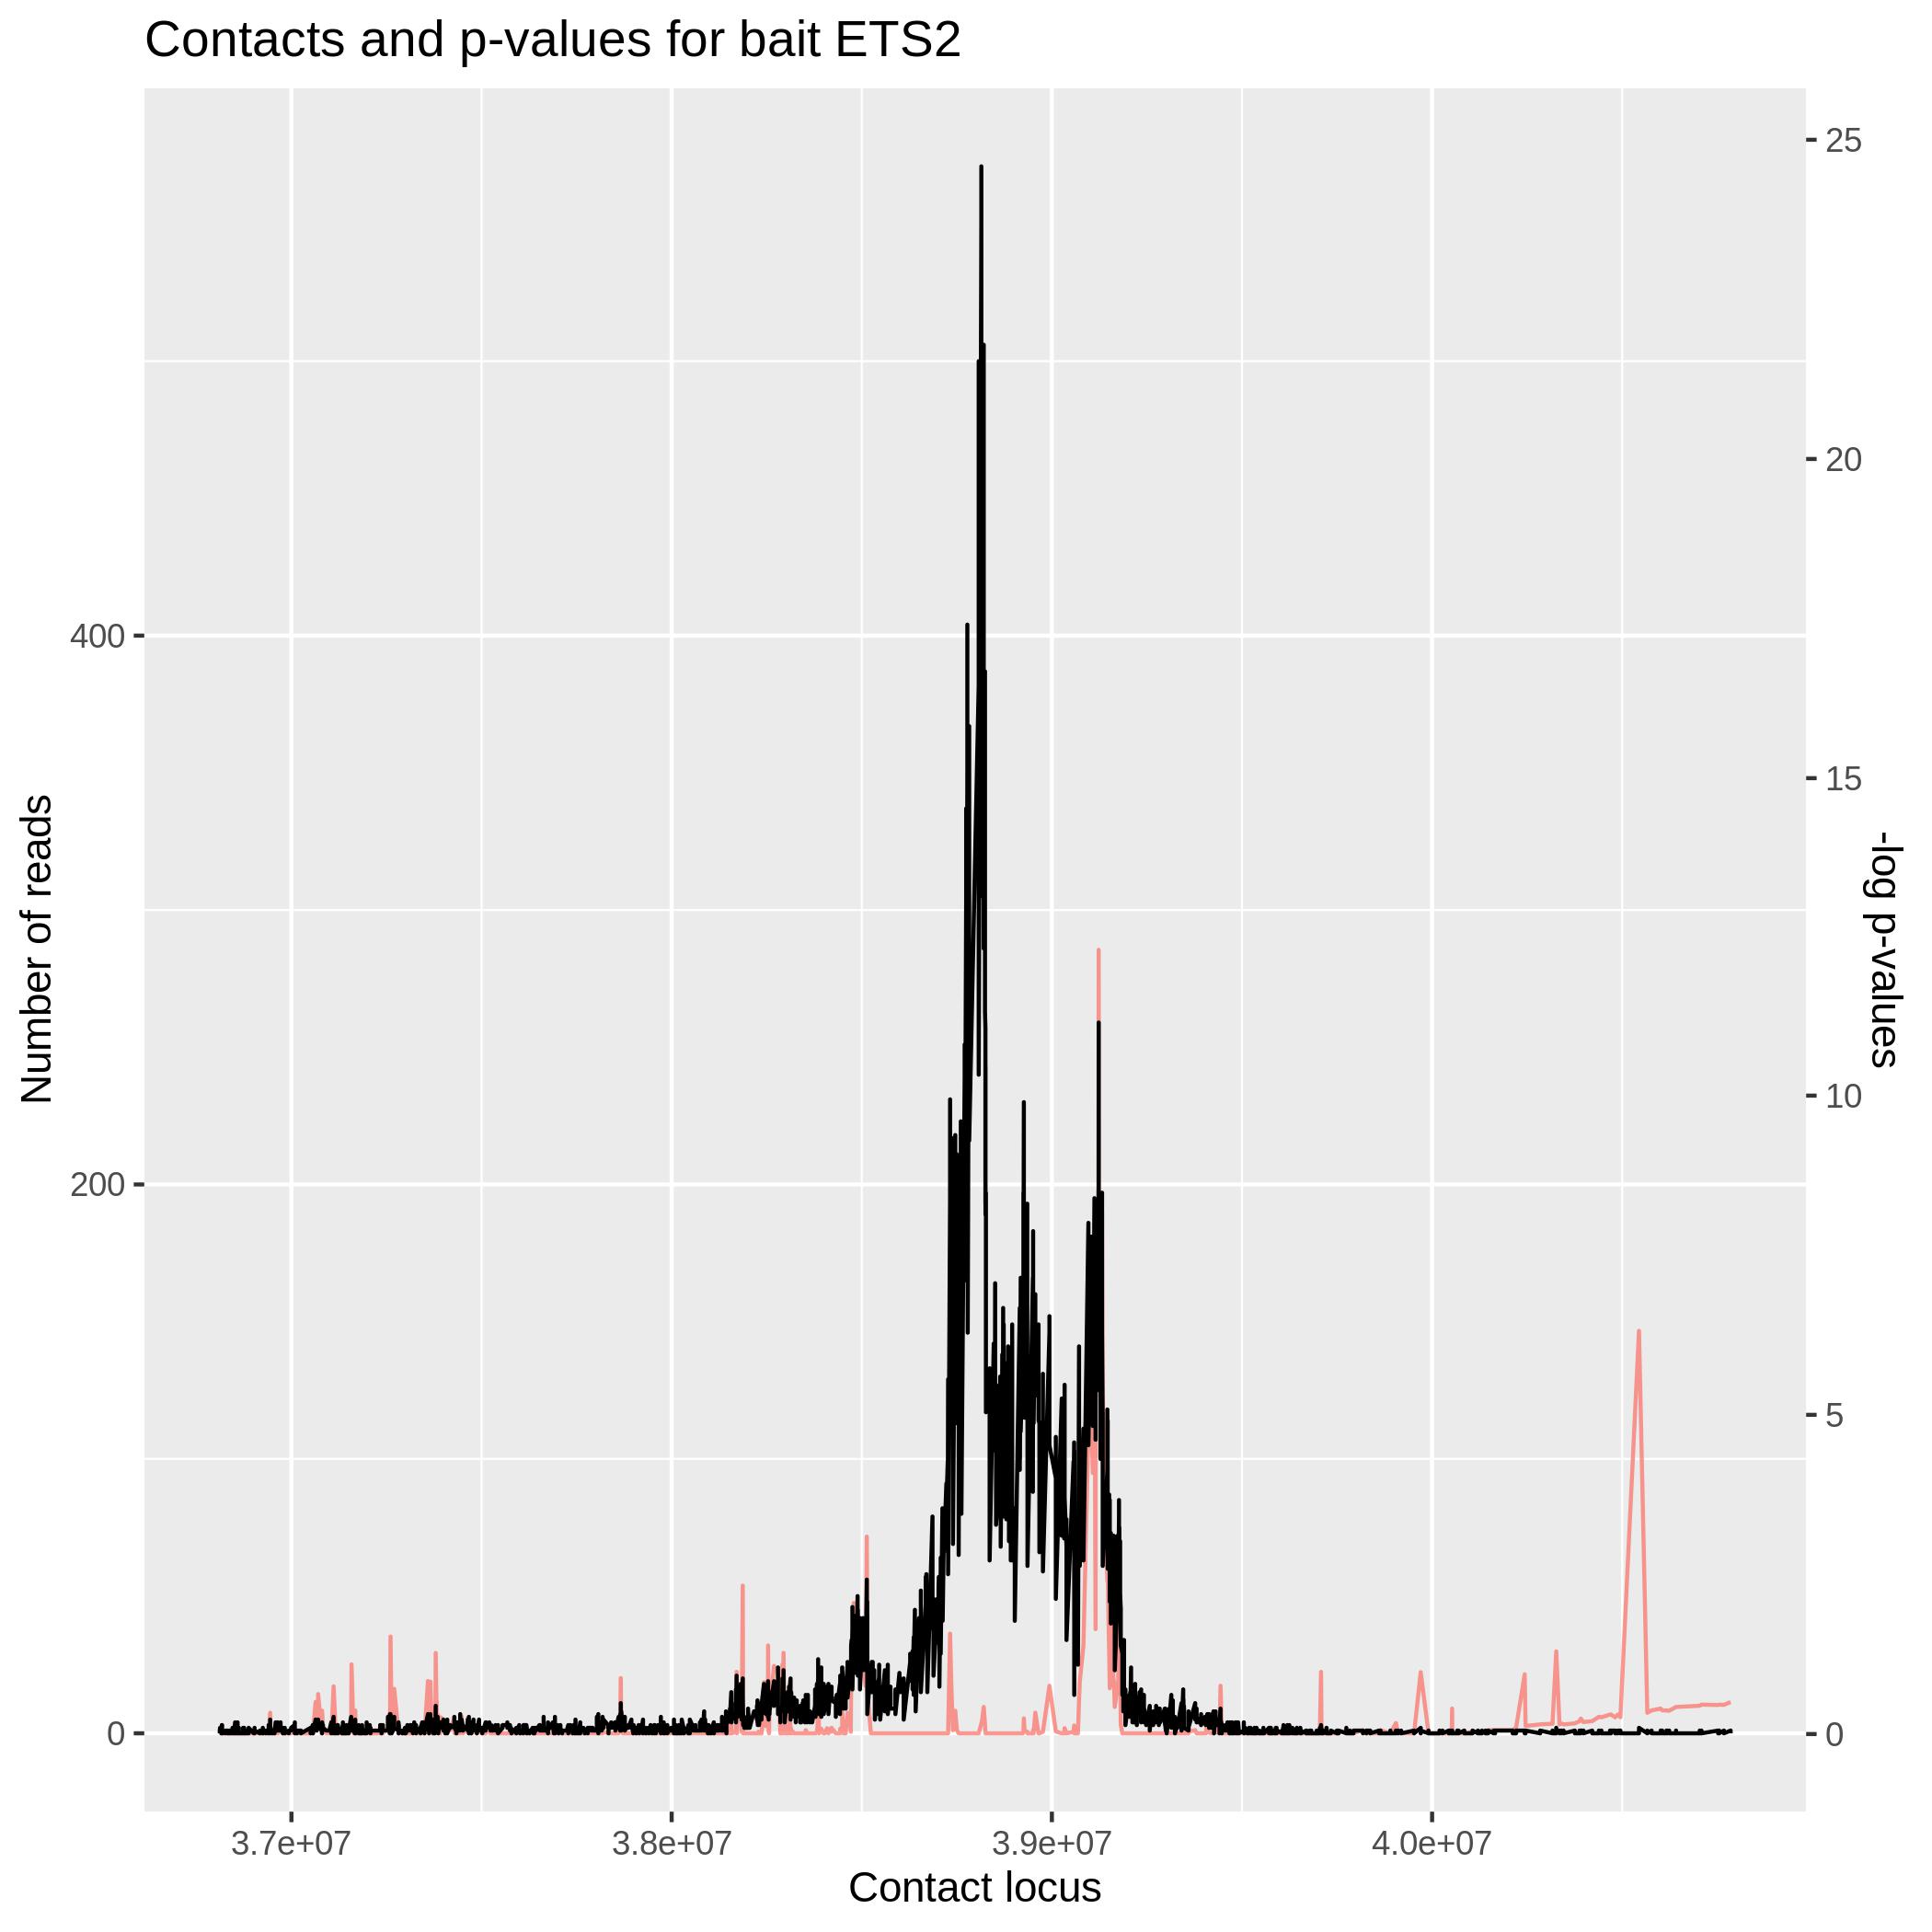 Contacts and p-values for bait ETS2
Number of reads
400
200
0
25
20
15
10
5
0
-log p-values
3.7e+07 3.8e+07 3.9e+07 4.0e+07
Contact locus